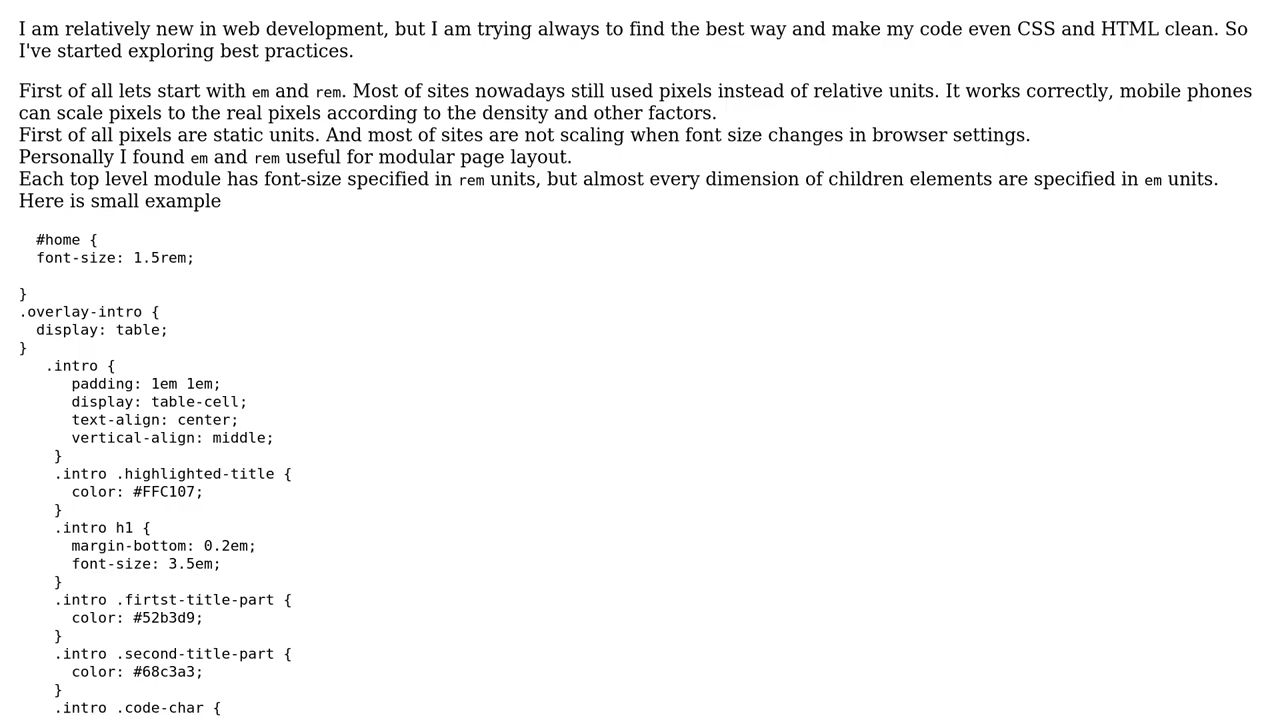 I am relatively new in web development, but I am trying always to find the best way and make my code even CSS and HTML clean. So
I've started exploring best practices.
First of all lets start with em and rem. Most of sites nowadays still used pixels instead of relative units. It works correctly, mobile phones
can scale pixels to the real pixels according to the density and other factors.
First of all pixels are static units. And most of sites are not scaling when font size changes in browser settings.
Personally I found em and rem useful for modular page layout.
Each top level module has font-size specified in rem units, but almost every dimension of children elements are specified in em units.
Here is small example
  #home {
  font-size: 1.5rem;
}
.overlay-intro {
  display: table;
}
   .intro {
      padding: 1em 1em;
      display: table-cell;
      text-align: center;
      vertical-align: middle;
    }
    .intro .highlighted-title {
      color: #FFC107;
    }
    .intro h1 {
      margin-bottom: 0.2em;
      font-size: 3.5em;
    }
    .intro .firtst-title-part {
      color: #52b3d9;
    }
    .intro .second-title-part {
      color: #68c3a3;
    }
    .intro .code-char {